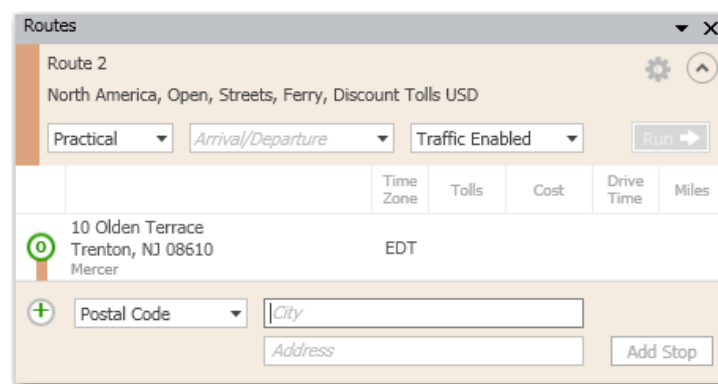 Routes
Route 2
North America, Open, Streets, Ferry, Discount Tolls USD
Practical Arrival/Departure Traffic Enabled Run
Time Zone Tolls Cost Drive Time Miles
10 Olden Terrace
O Trenton, NJ 08610 EDT
Mercer
Postal Code City
Address Add Stop